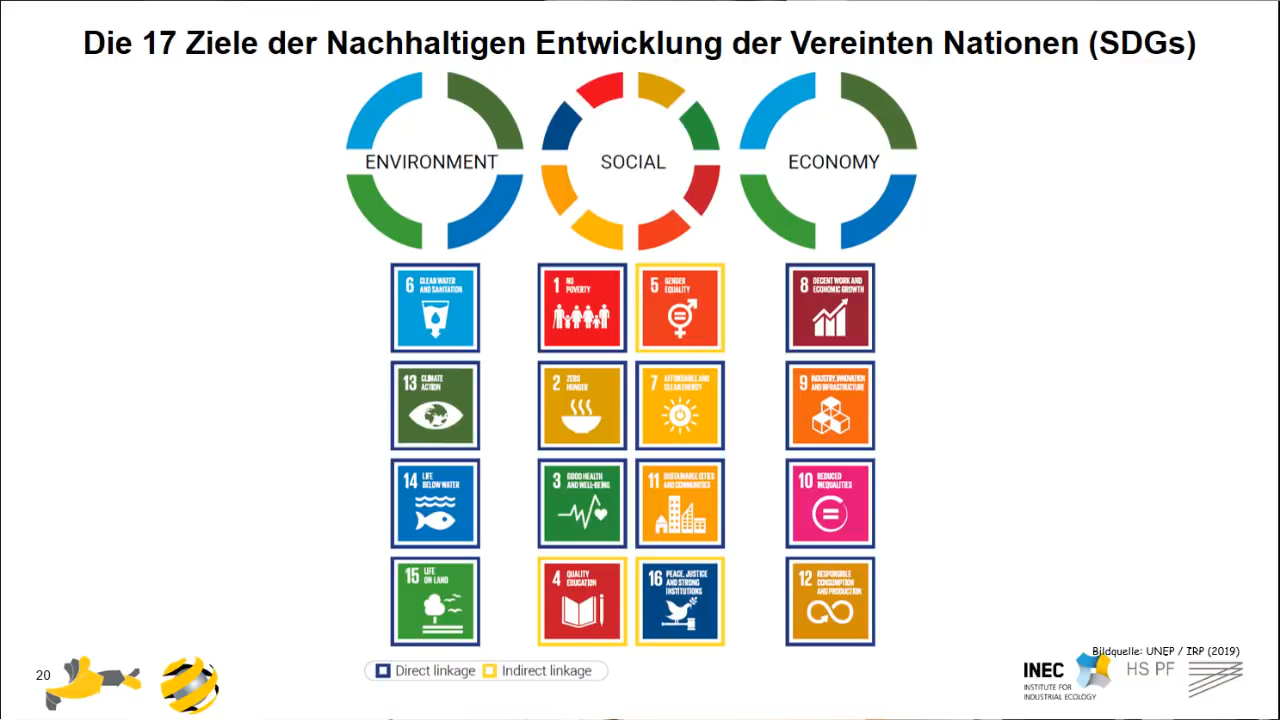 Die 17 Ziele der Nachhaltigen Entwicklung der Vereinten Nationen (SDGs)
ENVIRONMENT
SOCIAL
ECONOMY
6 CLEAN WATER
AND SANITATION
1 NO
POVERTY
5 GENDER
EQUALITY
8 DECENT WORK AND
ECONOMIC GROWTH
13 CLIMATE
ACTION
2 ZERO
HUNGER
7 AFFORDABLE AND
CLEAN ENERGY
9 INDUSTRY, INNOVATION
AND INFRASTRUCTURE
14 LIFE
BELOW WATER
3 GOOD HEALTH
AND WELL-BEING
11 SUSTAINABLE CITIES
AND COMMUNITIES
10 REDUCED
INEQUALITIES
15 LIFE
ON LAND
4 QUALITY
EDUCATION
16 PEACE, JUSTICE
AND STRONG
INSTITUTIONS
12 RESPONSIBLE
CONSUMPTION
AND PRODUCTION
Direct linkage
Indirect linkage
Bildquelle: UNEP / IRP (2019)
20
INEC
INSTITUTE FOR
INDUSTRIAL ECOLOGY
HS PF